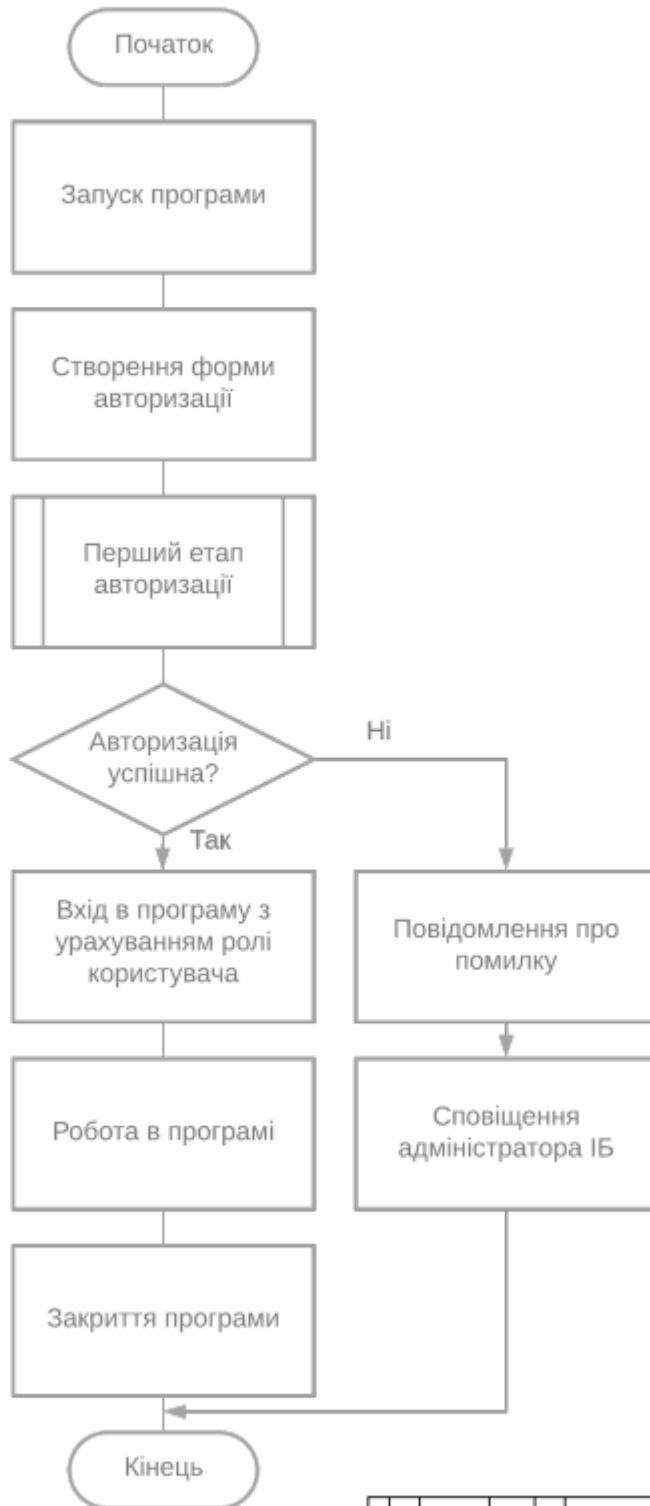 Початок
Запуск програми
Створення форми
авторизації
Перший етап
авторизації
Авторизація
успішна?
Ні
Так
Вхід в програму з
урахуванням ролі
користувача
Повідомлення про
помилку
Робота в програмі
Сповіщення
адміністратора ІБ
Закриття програми
Кінець